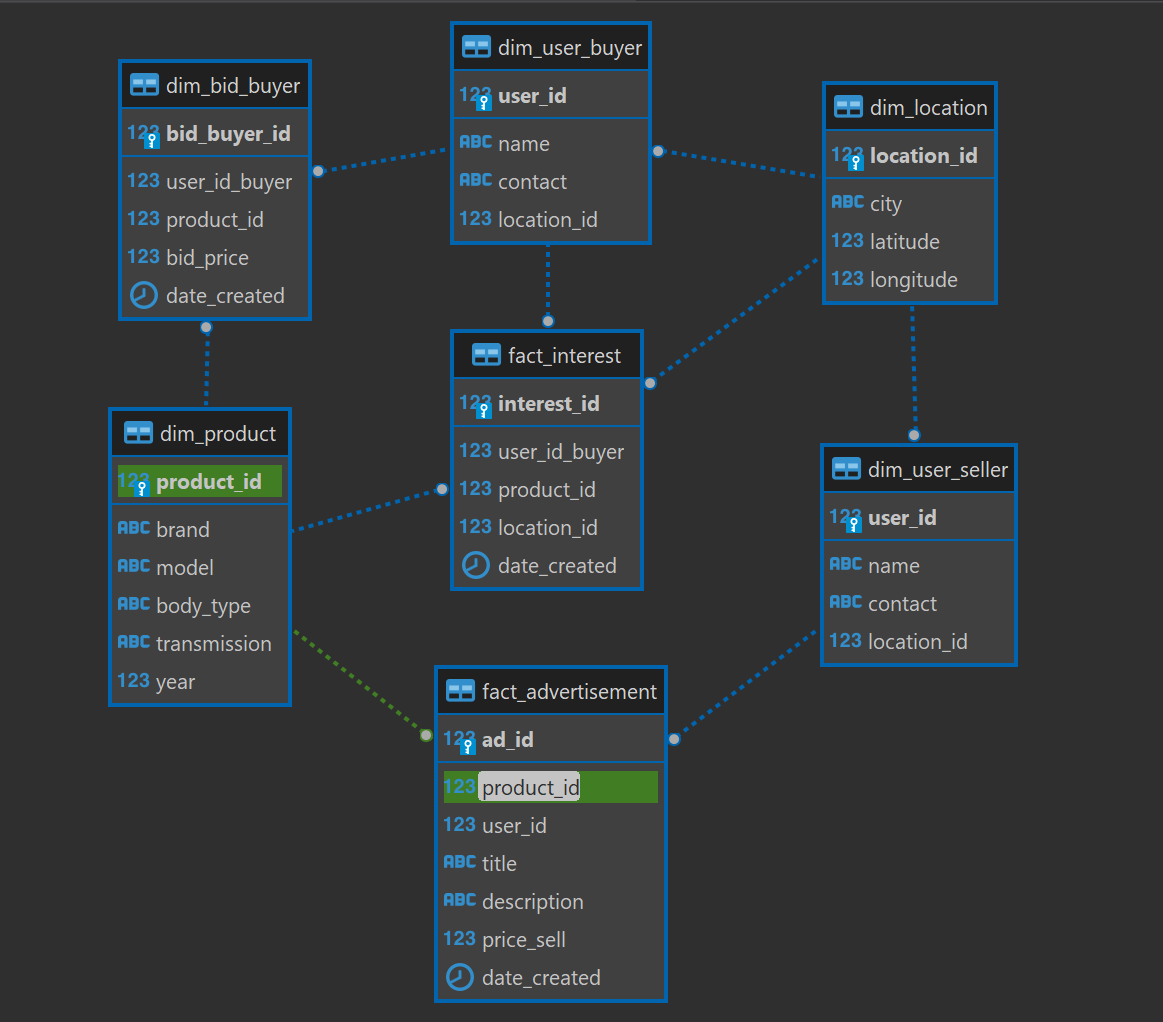 dim_user_buyer
123 user_id
ABC name
ABC contact
123 location_id
dim_bid_buyer
123 bid_buyer_id
123 user_id_buyer
123 product_id
123 bid_price
date_created
dim_location
123 location_id
ABC city
123 latitude
123 longitude
fact_interest
123 interest_id
123 user_id_buyer
123 product_id
123 location_id
date_created
dim_product
123 product_id
ABC brand
ABC model
ABC body_type
ABC transmission
123 year
dim_user_seller
123 user_id
ABC name
ABC contact
123 location_id
fact_advertisement
123 ad_id
123 product_id
123 user_id
ABC title
ABC description
123 price_sell
date_created